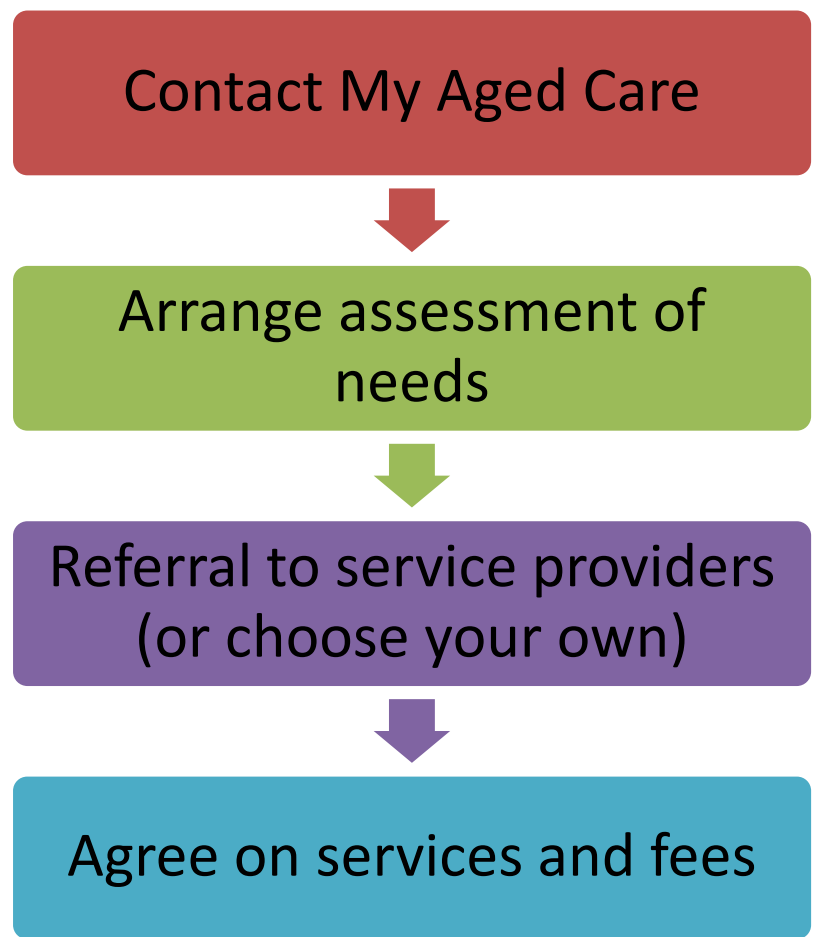 Contact My Aged Care
Arrange assessment of
needs
Referral to service providers
(or choose your own)
Agree on services and fees